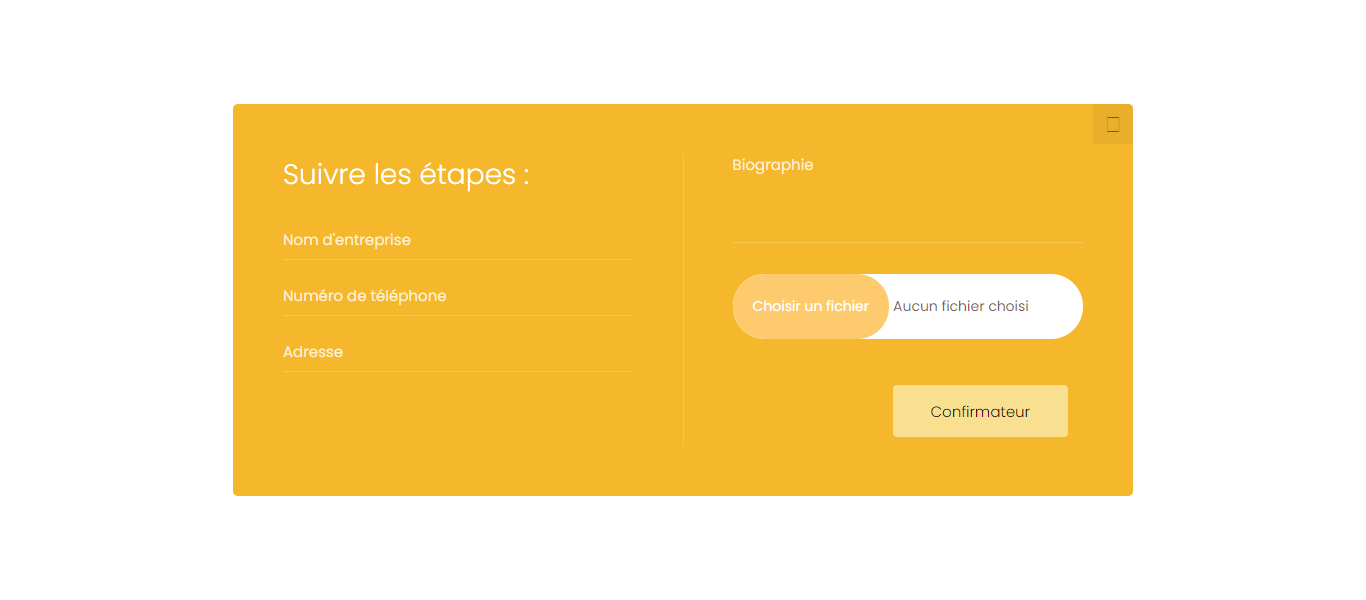 Suivre les étapes :
Nom d'entreprise
Numéro de téléphone
Adresse
Biographie
Choisir un fichier Aucun fichier choisi
Confirmateur